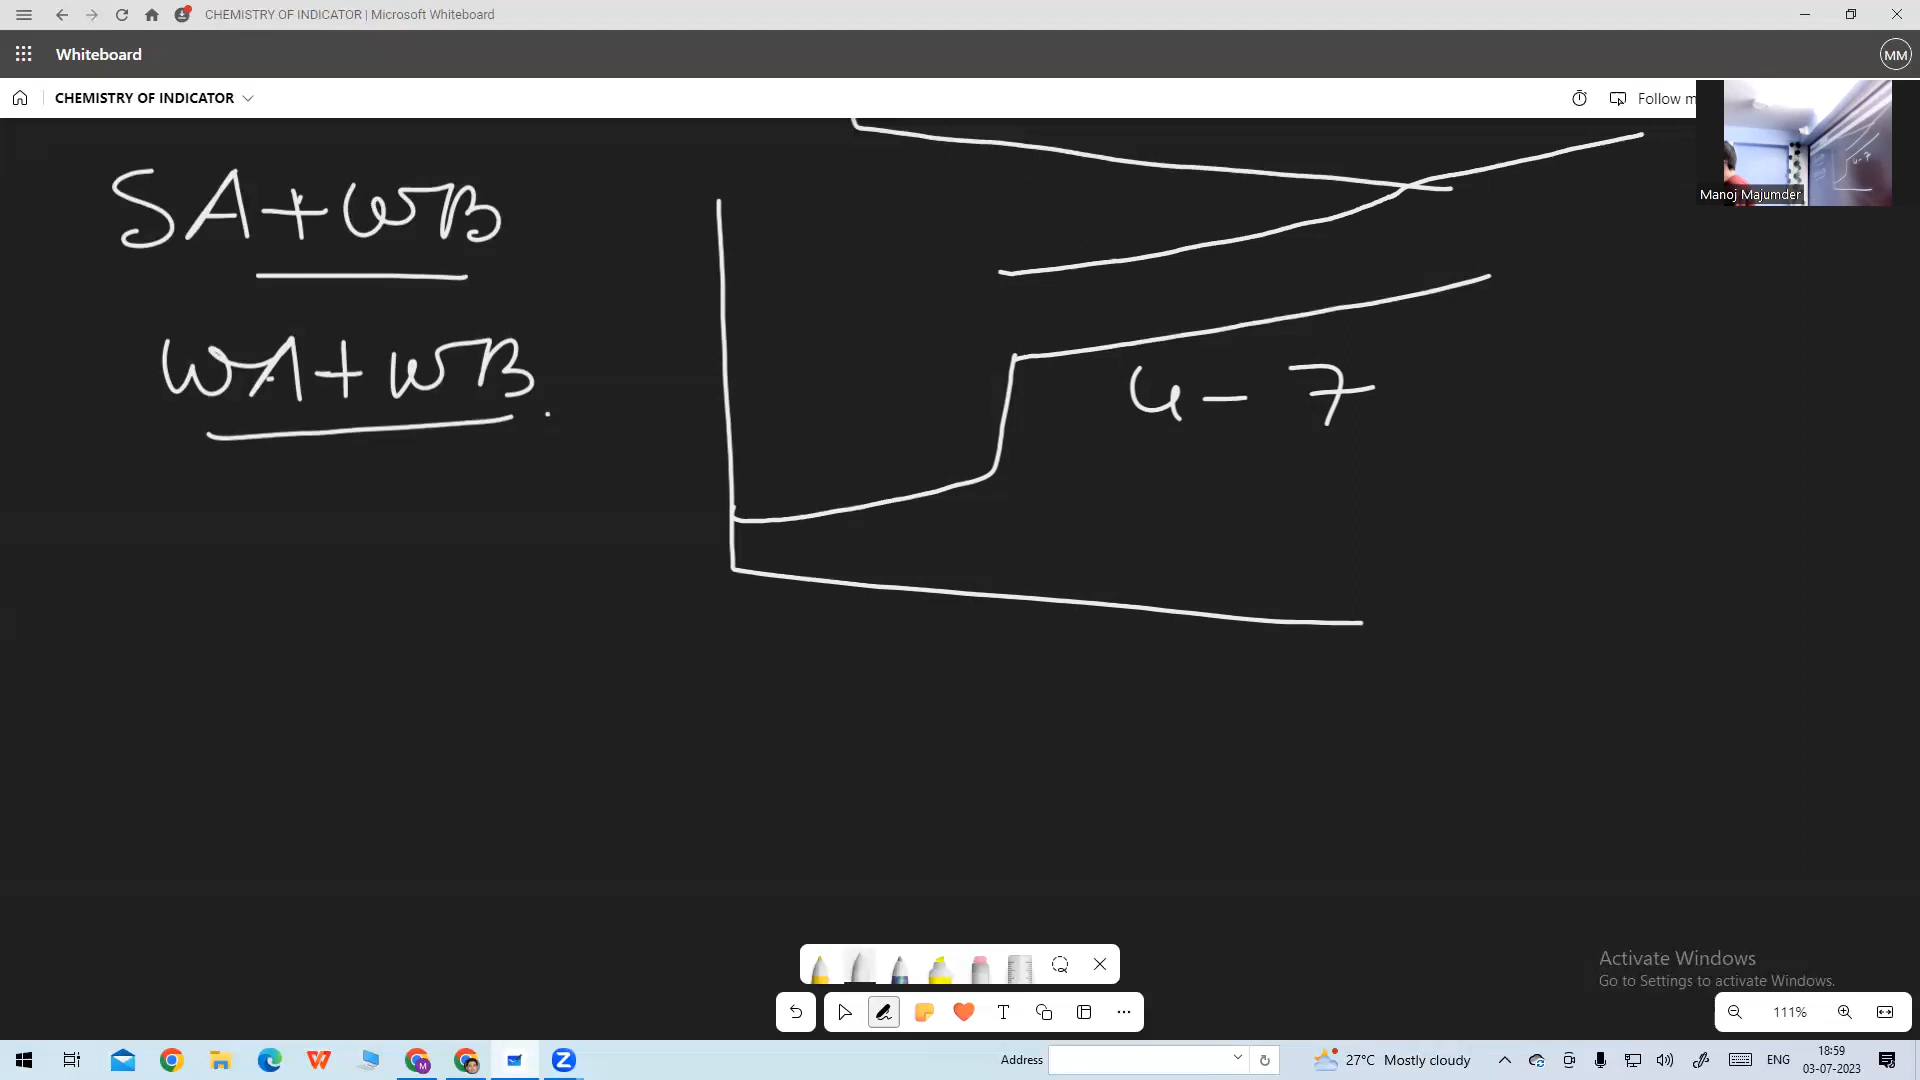 CHEMISTRY OF INDICATOR | Microsoft Whiteboard
Whiteboard
MM
CHEMISTRY OF INDICATOR
Follow m
Manoj Majumder
SA+WB
WA+WB.
4-7
Activate Windows
Go to Settings to activate Windows.
111%
Address
27°C Mostly cloudy
ENG
18:59
03-07-2023